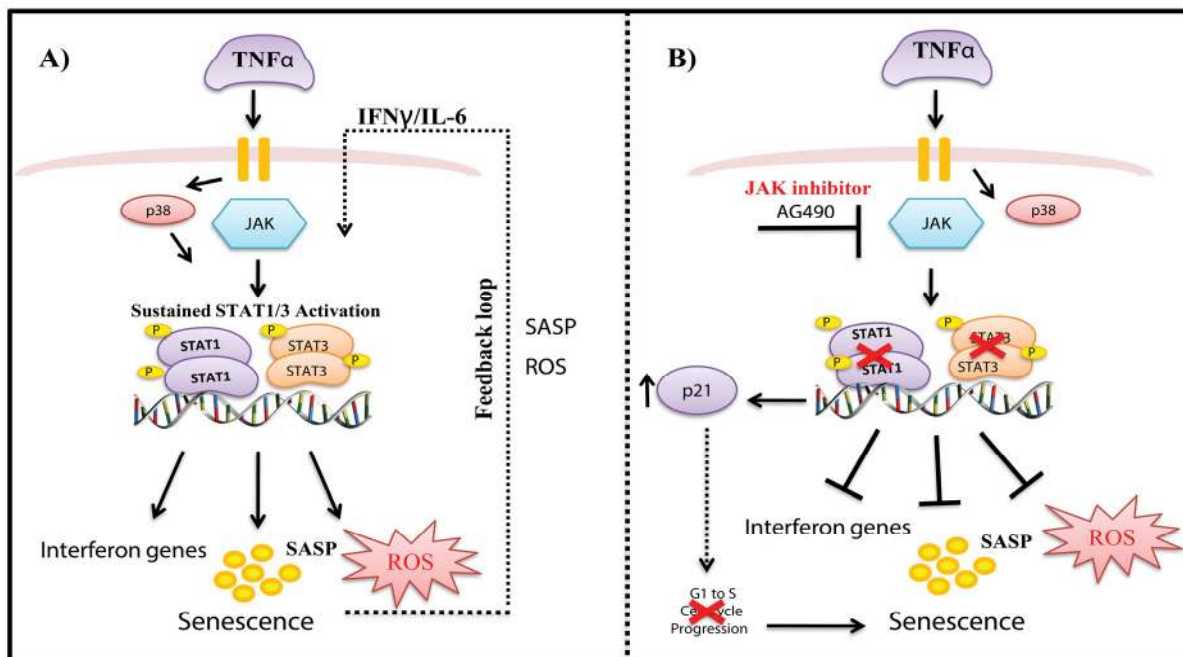 A)
TNFα
IFNγ/IL-6
p38
JAK
Sustained STAT1/3 Activation
P
STAT1
P
STAT1
P
STAT3
P
STAT3
Feedback loop
SASP
ROS
Interferon genes
SASP
ROS
Senescence
B)
TNFα
JAK inhibitor
AG490
JAK
p38
P
STAT1
P
STAT1
P
STAT3
P
STAT3
p21
Interferon genes
SASP
ROS
G1 to S
Cell Cycle
Progression
Senescence